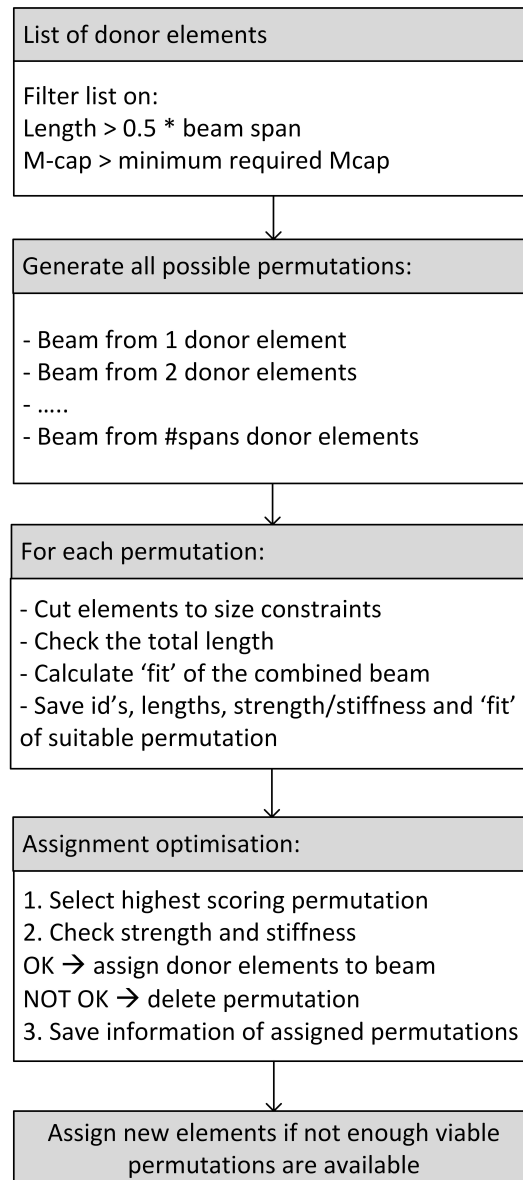 List of donor elements
Filter list on:
Length > 0.5 * beam span
M-cap > minimum required Mcap
Generate all possible permutations:
- Beam from 1 donor element
- Beam from 2 donor elements
- …..
- Beam from #spans donor elements
For each permutation:
- Cut elements to size constraints
- Check the total length
- Calculate ‘fit’ of the combined beam
- Save id’s, lengths, strength/stiffness and ‘fit’
of suitable permutation
Assignment optimisation:
1. Select highest scoring permutation
2. Check strength and stiffness
OK → assign donor elements to beam
NOT OK → delete permutation
3. Save information of assigned permutations
Assign new elements if not enough viable
permutations are available